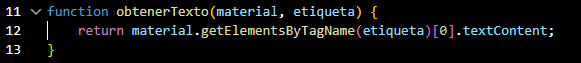 11 function obtenerTexto(material, etiqueta) {
12 return material.getElementsByTagName(etiqueta)[0].textContent;
13 }